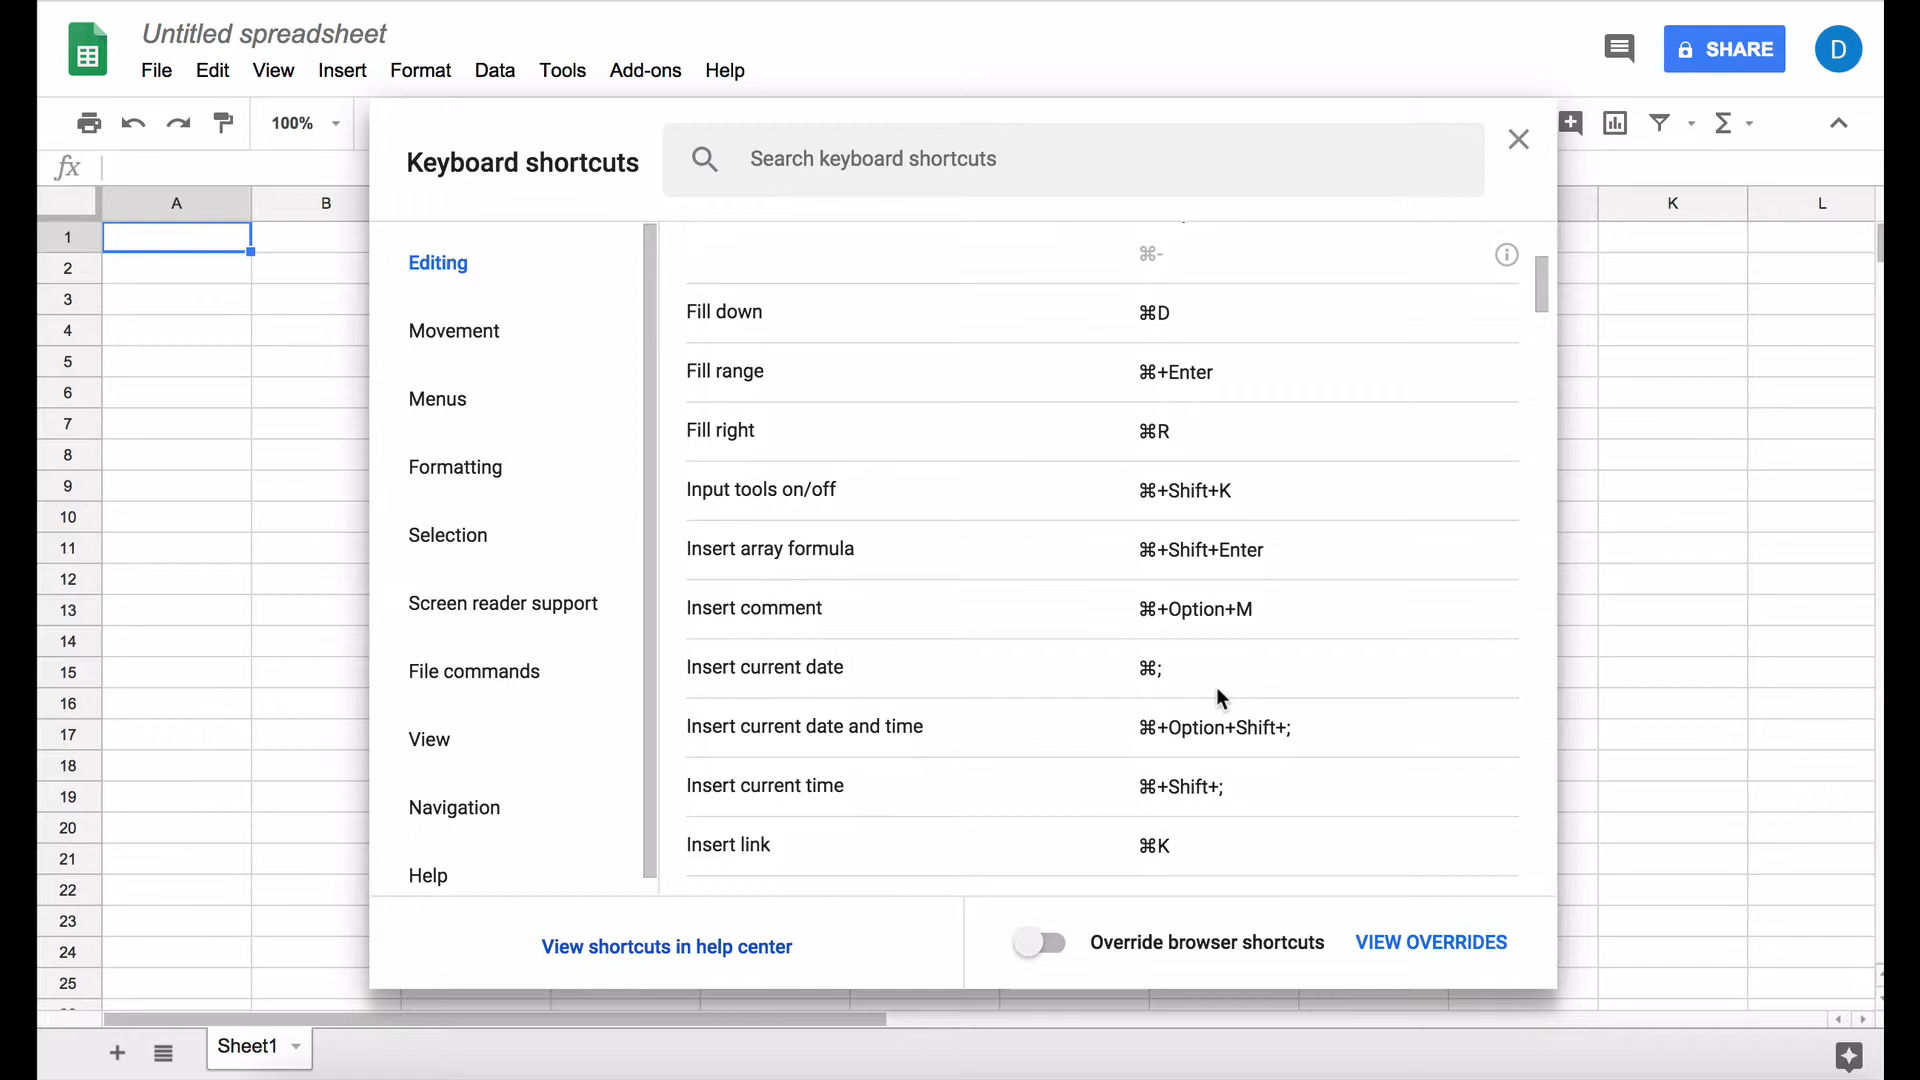 Untitled spreadsheet
File Edit View Insert Format Data Tools Add-ons Help
SHARE
D
100%
Keyboard shortcuts
Search keyboard shortcuts
fx
A B K L
1
2
3
4
5
6
7
8
9
10
11
12
13
14
15
16
17
18
19
20
21
22
23
24
25
Editing
Movement
Menus
Formatting
Selection
Screen reader support
File commands
View
Navigation
Help
⌘-
Fill down ⌘D
Fill range ⌘+Enter
Fill right ⌘R
Input tools on/off ⌘+Shift+K
Insert array formula ⌘+Shift+Enter
Insert comment ⌘+Option+M
Insert current date ⌘;
Insert current date and time ⌘+Option+Shift+;
Insert current time ⌘+Shift+;
Insert link ⌘K
View shortcuts in help center
Override browser shortcuts VIEW OVERRIDES
Sheet1